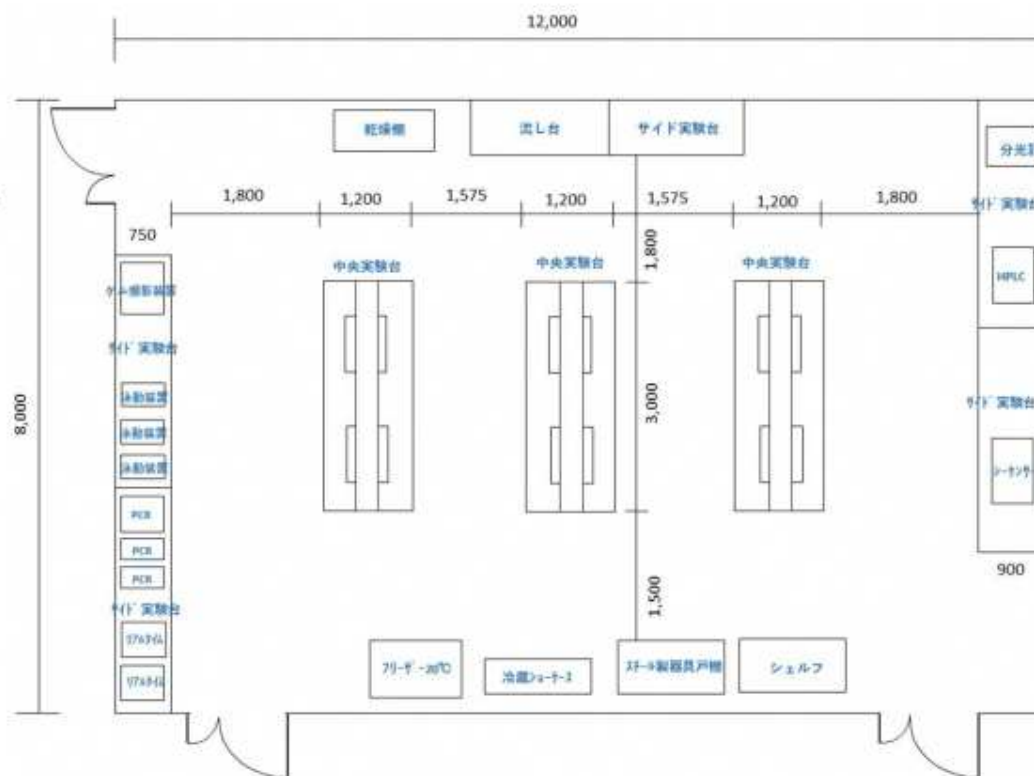 12,000
乾燥棚
流し台
サイド実験台
1,800
1,200
1,575
1,200
1,575
1,200
1,800
750
1,800
中央実験台
中央実験台
中央実験台
ｻｲﾄﾞ実験台
HPLC
ｹﾞﾙ撮影装置
ｻｲﾄﾞ実験台
泳動装置
泳動装置
泳動装置
8,000
3,000
ｻｲﾄﾞ実験台
PCR
PCR
PCR
ｻｲﾄﾞ実験台
ﾘｱﾙﾀｲﾑ
ﾘｱﾙﾀｲﾑ
900
1,500
ﾌﾘｰｻﾞｰ-20℃
冷蔵ｼｮｰｹｰｽ
ｽﾁｰﾙ製器具戸棚
シェルフ